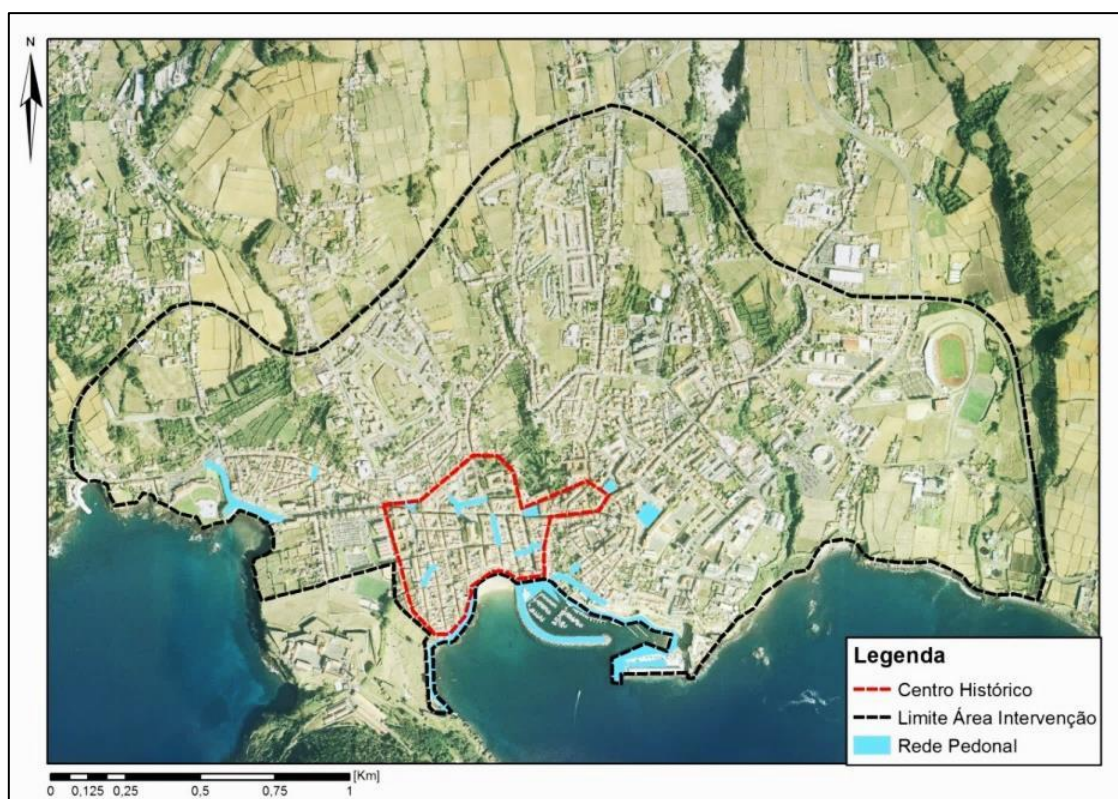 N
Legenda
Centro Histórico
Limite Área Intervenção
Rede Pedonal
[Km]
0 0,125 0,25 0,5 0,75 1